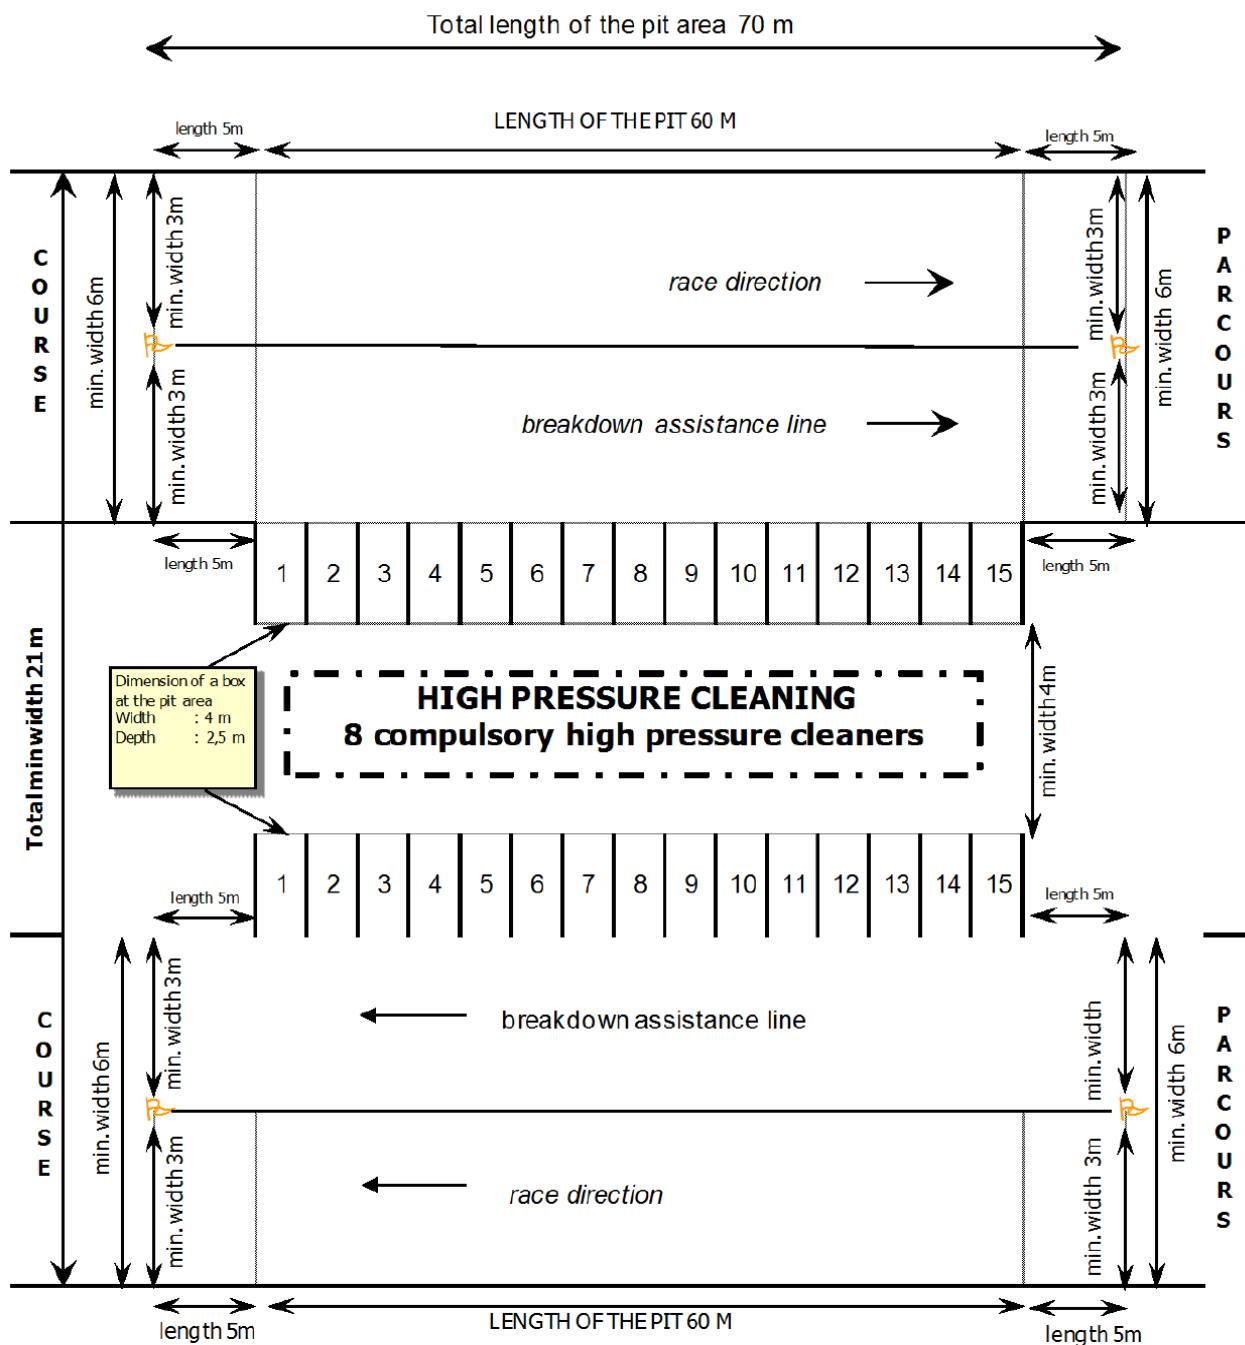 Total length of the pit area 70 m
length 5m
LENGTH OF THE PIT 60 M
length 5m
COURSE
min. width 6m
min. width 3m
race direction
min. width 3m
min. width 6m
PARCOURS
min. width 3 m
breakdown assistance line
min. width 3m
length 5m
1 2 3 4 5 6 7 8 9 10 11 12 13 14 15
length 5m
Total min width 21 m
Dimension of a box
at the pit area
Width : 4 m
Depth : 2,5 m
HIGH PRESSURE CLEANING
8 compulsory high pressure cleaners
min. width 4m
length 5m
1 2 3 4 5 6 7 8 9 10 11 12 13 14 15
length 5m
COURSE
min. width 6m
min. width 3m
breakdown assistance line
min. width
min. width 6m
PARCOURS
min. width 3m
race direction
min. width 3m
length 5m
LENGTH OF THE PIT 60 M
length 5m